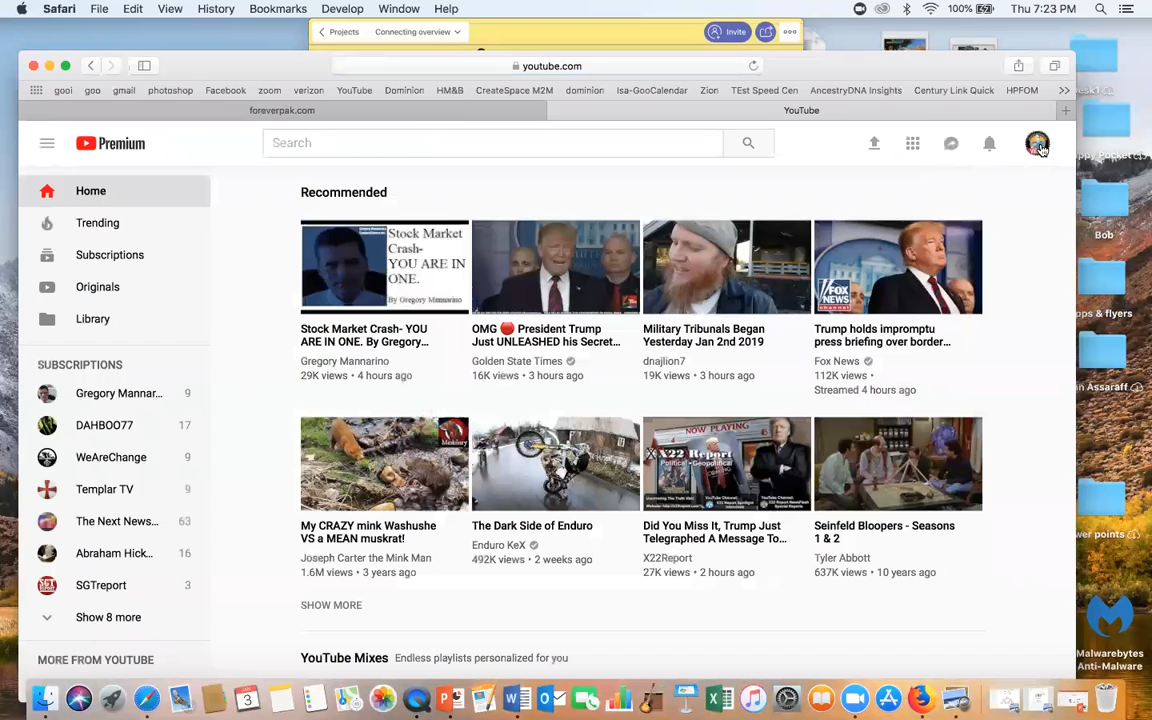 Safari File Edit View History Bookmarks Develop Window Help 100% Thu 7:23 PM
Projects Connecting overview Invite
youtube.com
gooi goo gmail photoshop Facebook zoom verizon YouTube Dominion HM&B CreateSpace M2M dominion Isa-GooCalendar Zion TEst Speed Cen AncestryDNA Insights Century Link Quick HPFOM
foreverpak.com YouTube
Premium Search
Home
Trending
Subscriptions
Originals
Library
SUBSCRIPTIONS
Gregory Mannar... 9
DAHBOO77 17
WeAreChange 9
Templar TV 9
The Next News... 63
Abraham Hick... 16
SGTreport 3
Show 8 more
MORE FROM YOUTUBE
Recommended
Stock Market
Crash-
YOU ARE IN
ONE.
By Gregory Mannarino
FOX
NEWS
channel
Stock Market Crash- YOU
ARE IN ONE. By Gregory...
Gregory Mannarino
29K views • 4 hours ago
OMG 🔴 President Trump
Just UNLEASHED his Secret...
Golden State Times
16K views • 3 hours ago
Military Tribunals Began
Yesterday Jan 2nd 2019
dnajlion7
19K views • 3 hours ago
Trump holds impromptu
press briefing over border...
Fox News
112K views •
Streamed 4 hours ago
NOW PLAYING
X22 Report
My CRAZY mink Washushe
VS a MEAN muskrat!
Joseph Carter the Mink Man
1.6M views • 3 years ago
The Dark Side of Enduro
Enduro KeX
492K views • 2 weeks ago
Did You Miss It, Trump Just
Telegraphed A Message To...
X22Report
27K views • 2 hours ago
Seinfeld Bloopers - Seasons
1 & 2
Tyler Abbott
637K views • 10 years ago
SHOW MORE
YouTube Mixes Endless playlists personalized for you
Bob
Malwarebytes
Anti-Malware